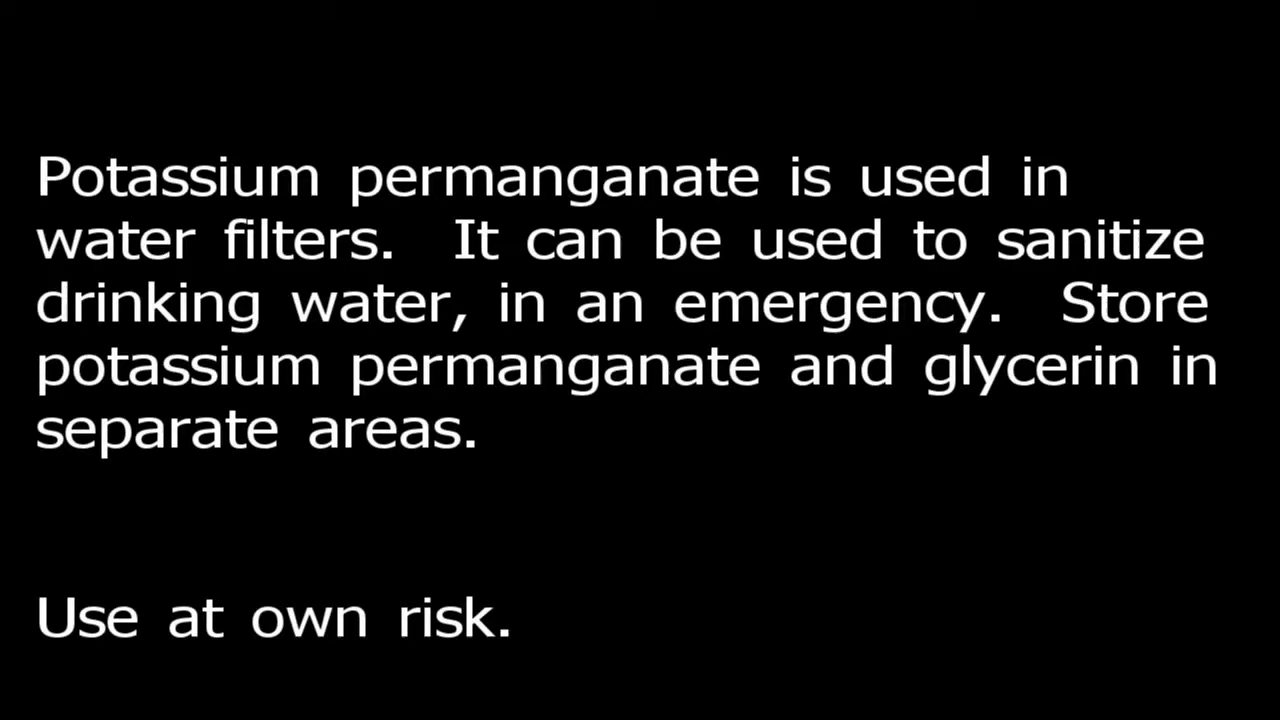 Potassium permanganate is used in
water filters. It can be used to sanitize
drinking water, in an emergency. Store
potassium permanganate and glycerin in
separate areas.
Use at own risk.